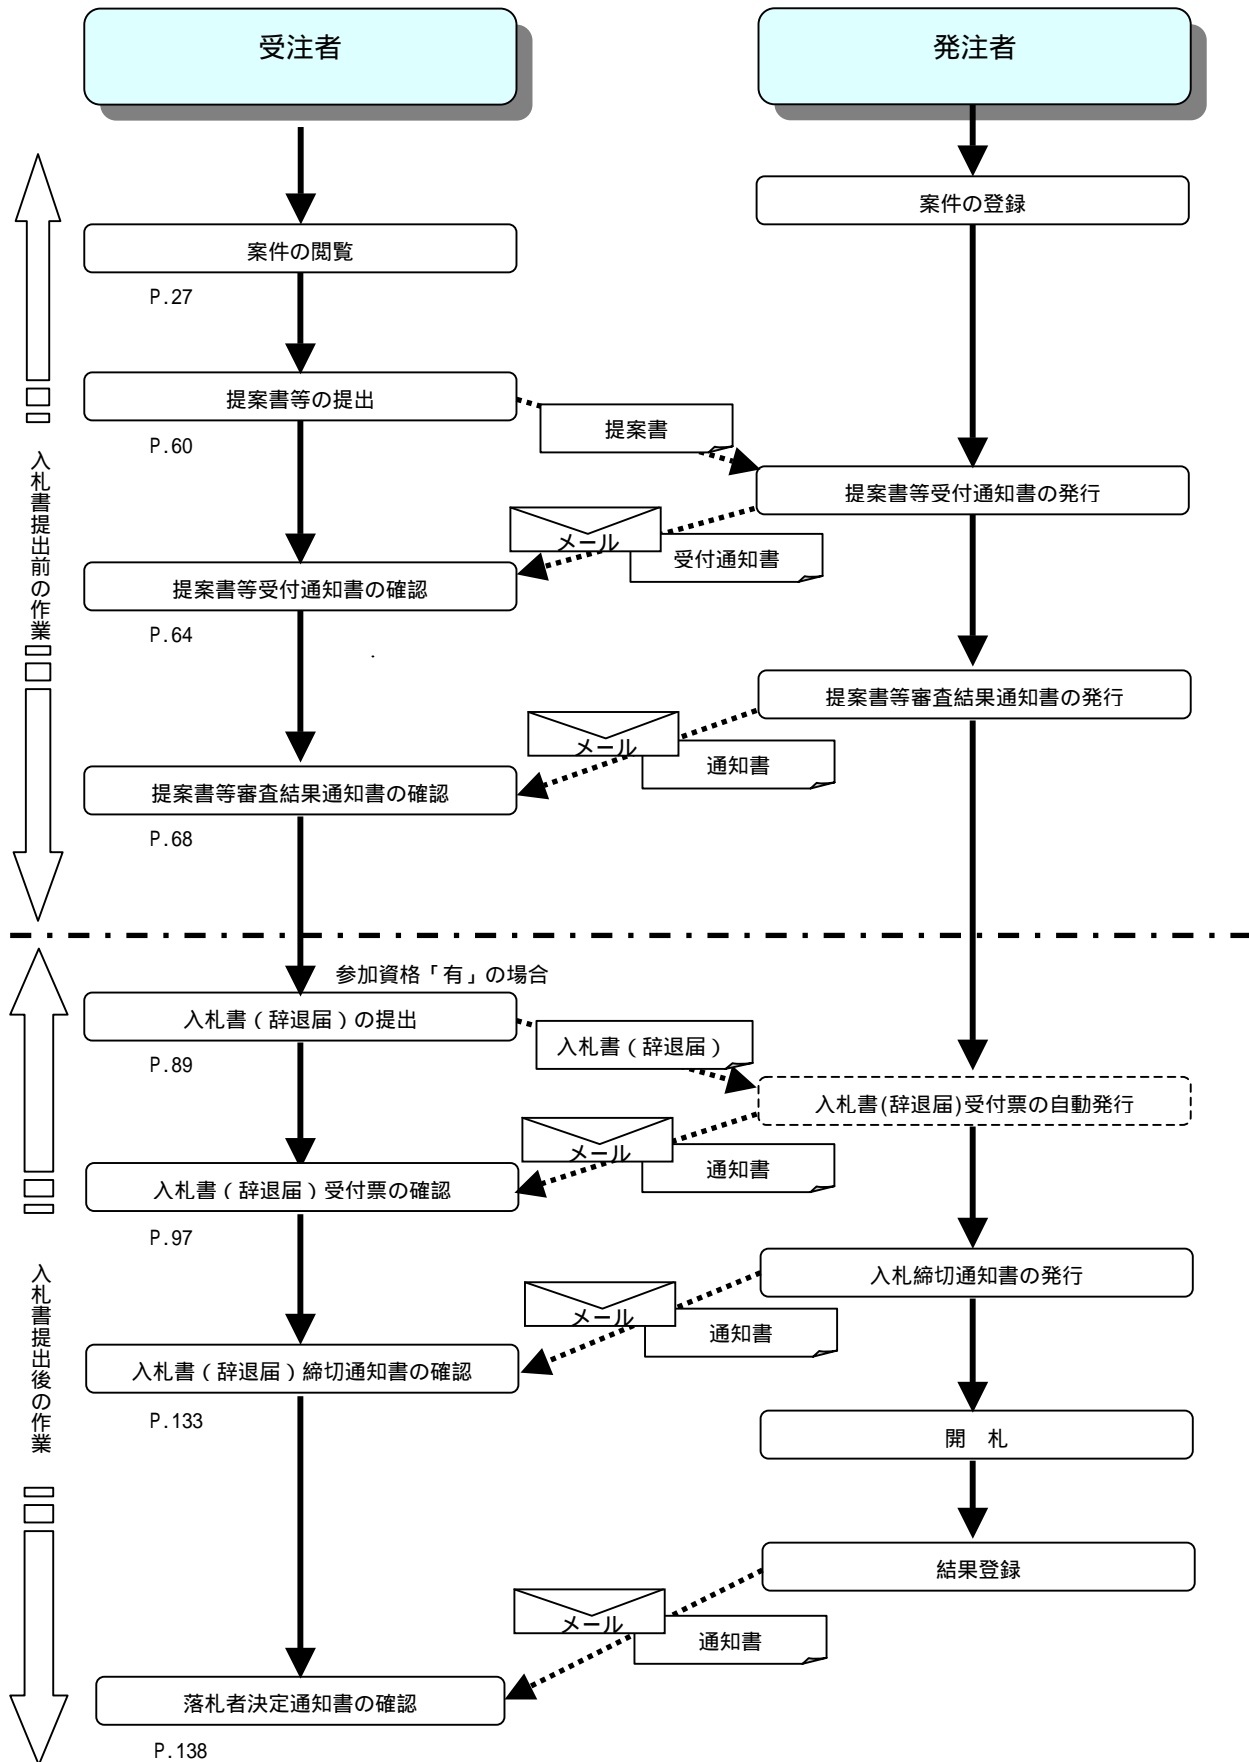 受注者
発注者
案件の登録
案件の閲覧
P.27
提案書等の提出
提案書
P.60
入札書提出前の作業
提案書等受付通知書の発行
メール
受付通知書
提案書等受付通知書の確認
P.64
提案書等審査結果通知書の発行
メール
通知書
提案書等審査結果通知書の確認
P.68
参加資格「有」の場合
入札書（辞退届）の提出
入札書（辞退届）
P.89
入札書(辞退届)受付票の自動発行
メール
通知書
入札書（辞退届）受付票の確認
P.97
入札書提出後の作業
入札締切通知書の発行
メール
通知書
入札書（辞退届）締切通知書の確認
P.133
開　札
結果登録
メール
通知書
落札者決定通知書の確認
P.138